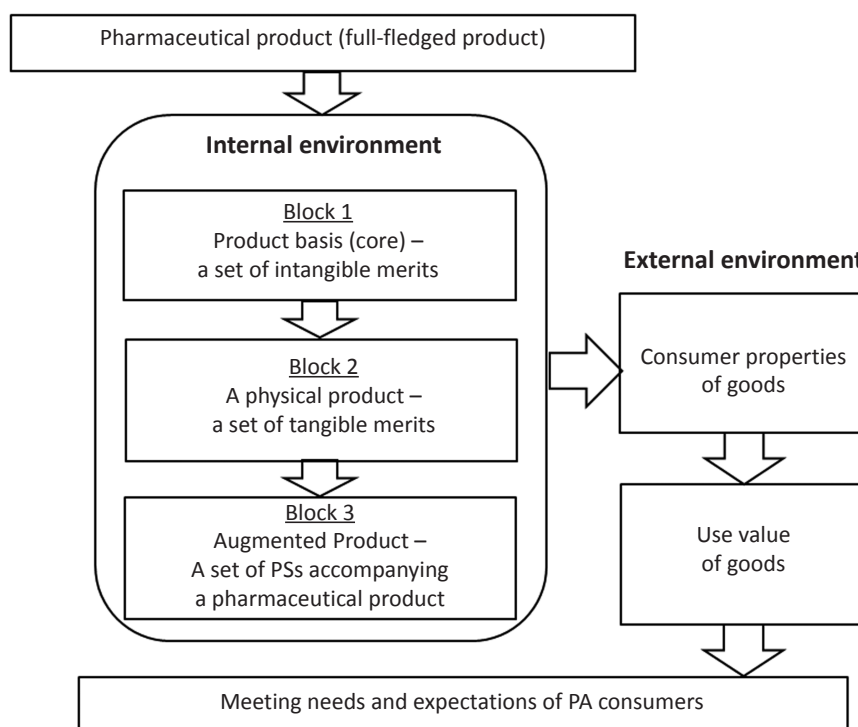 Pharmaceutical product (full-fledged product)
Internal environment
Block 1
Product basis (core) –
a set of intangible merits
Block 2
A physical product –
a set of tangible merits
Block 3
Augmented Product –
A set of PSs accompanying
a pharmaceutical product
External environment
Consumer properties
of goods
Use value
of goods
Meeting needs and expectations of PA consumers